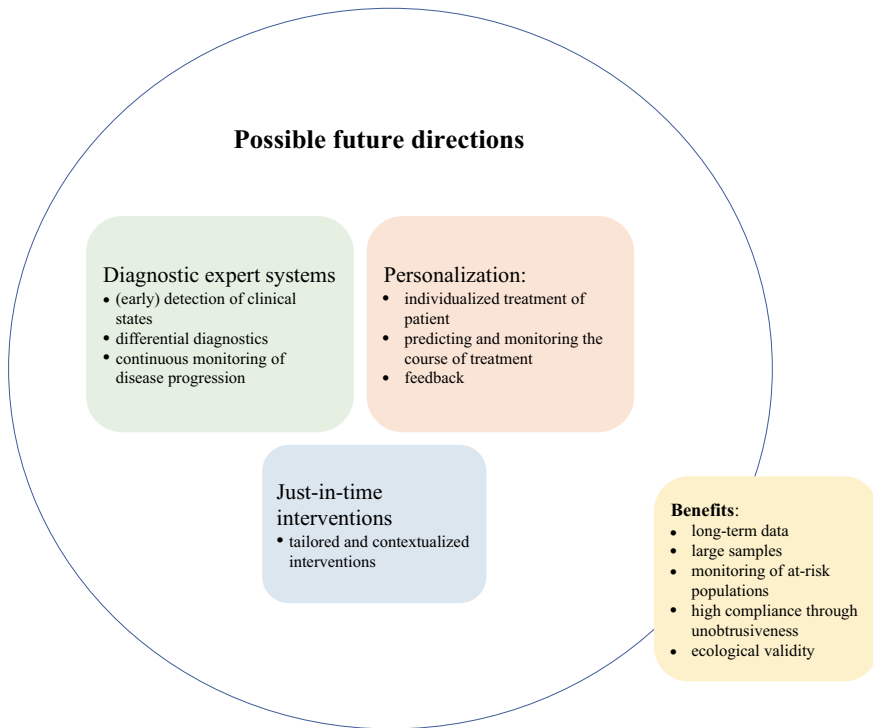 Possible future directions
Diagnostic expert systems
• (early) detection of clinical
states
• differential diagnostics
• continuous monitoring of
disease progression
Personalization:
• individualized treatment of
patient
• predicting and monitoring the
course of treatment
• feedback
Just-in-time
interventions
• tailored and contextualized
interventions
Benefits:
• long-term data
• large samples
• monitoring of at-risk
populations
• high compliance through
unobtrusiveness
• ecological validity